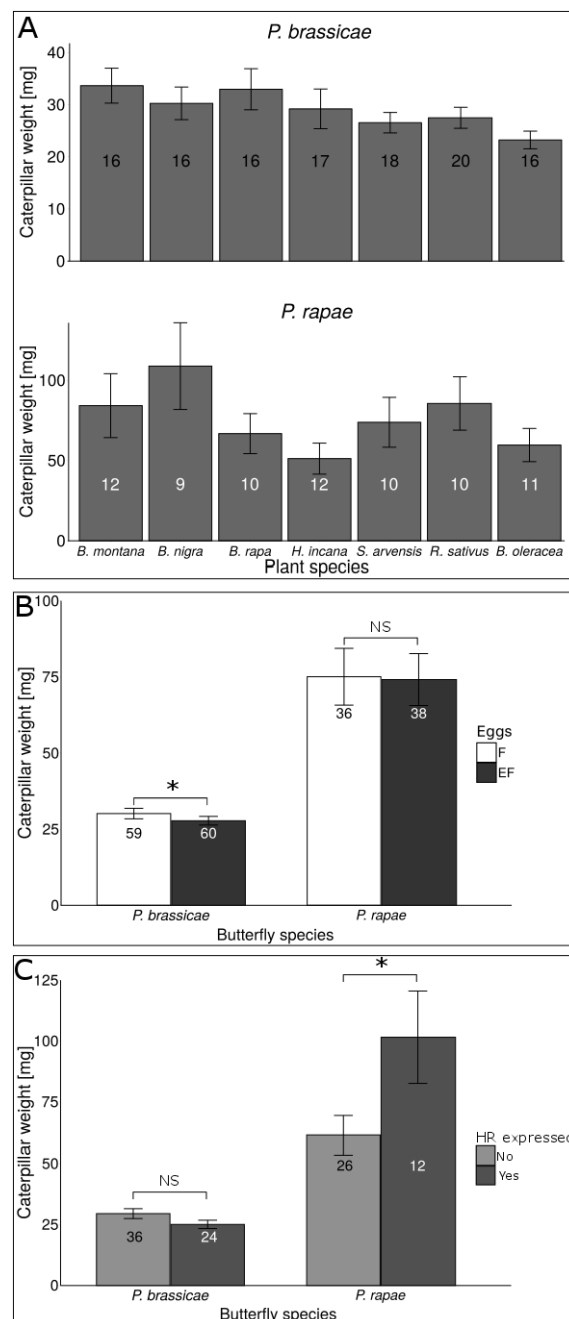 A
P. brassicae
Caterpillar weight [mg]
40
30
20
10
0
16 16 16 17 18 20 16
P. rapae
Caterpillar weight [mg]
100
50
0
12 9 10 12 10 10 11
B. montana B. nigra B. rapa H. incana S. arvensis R. sativus B. oleracea
Plant species
B
Caterpillar weight [mg]
100
75
50
25
0
NS
36 38
*
59 60
Eggs
F
EF
P. brassicae P. rapae
Butterfly species
C
Caterpillar weight [mg]
125
100
75
50
25
0
*
26 12
NS
36 24
HR expressed
No
Yes
P. brassicae P. rapae
Butterfly species